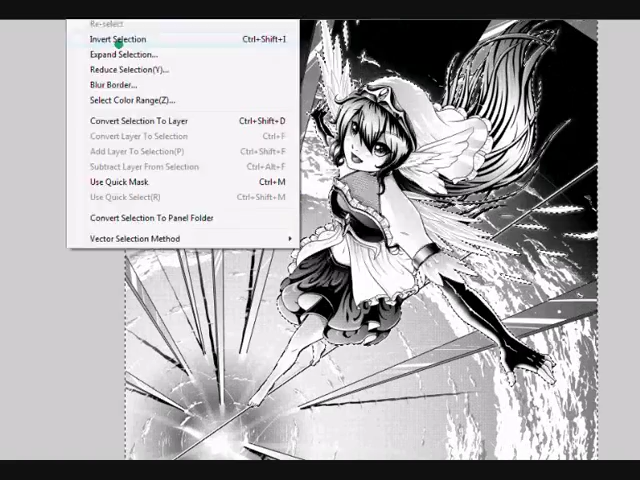 Re-select
Invert Selection Ctrl+Shift+I
Expand Selection...
Reduce Selection(Y)...
Blur Border...
Select Color Range(Z)...
Convert Selection To Layer Ctrl+Shift+D
Convert Layer To Selection Ctrl+F
Add Layer To Selection(P) Ctrl+Shift+F
Subtract Layer From Selection Ctrl+Alt+F
Use Quick Mask Ctrl+M
Use Quick Select(R) Ctrl+Shift+M
Convert Selection To Panel Folder
Vector Selection Method